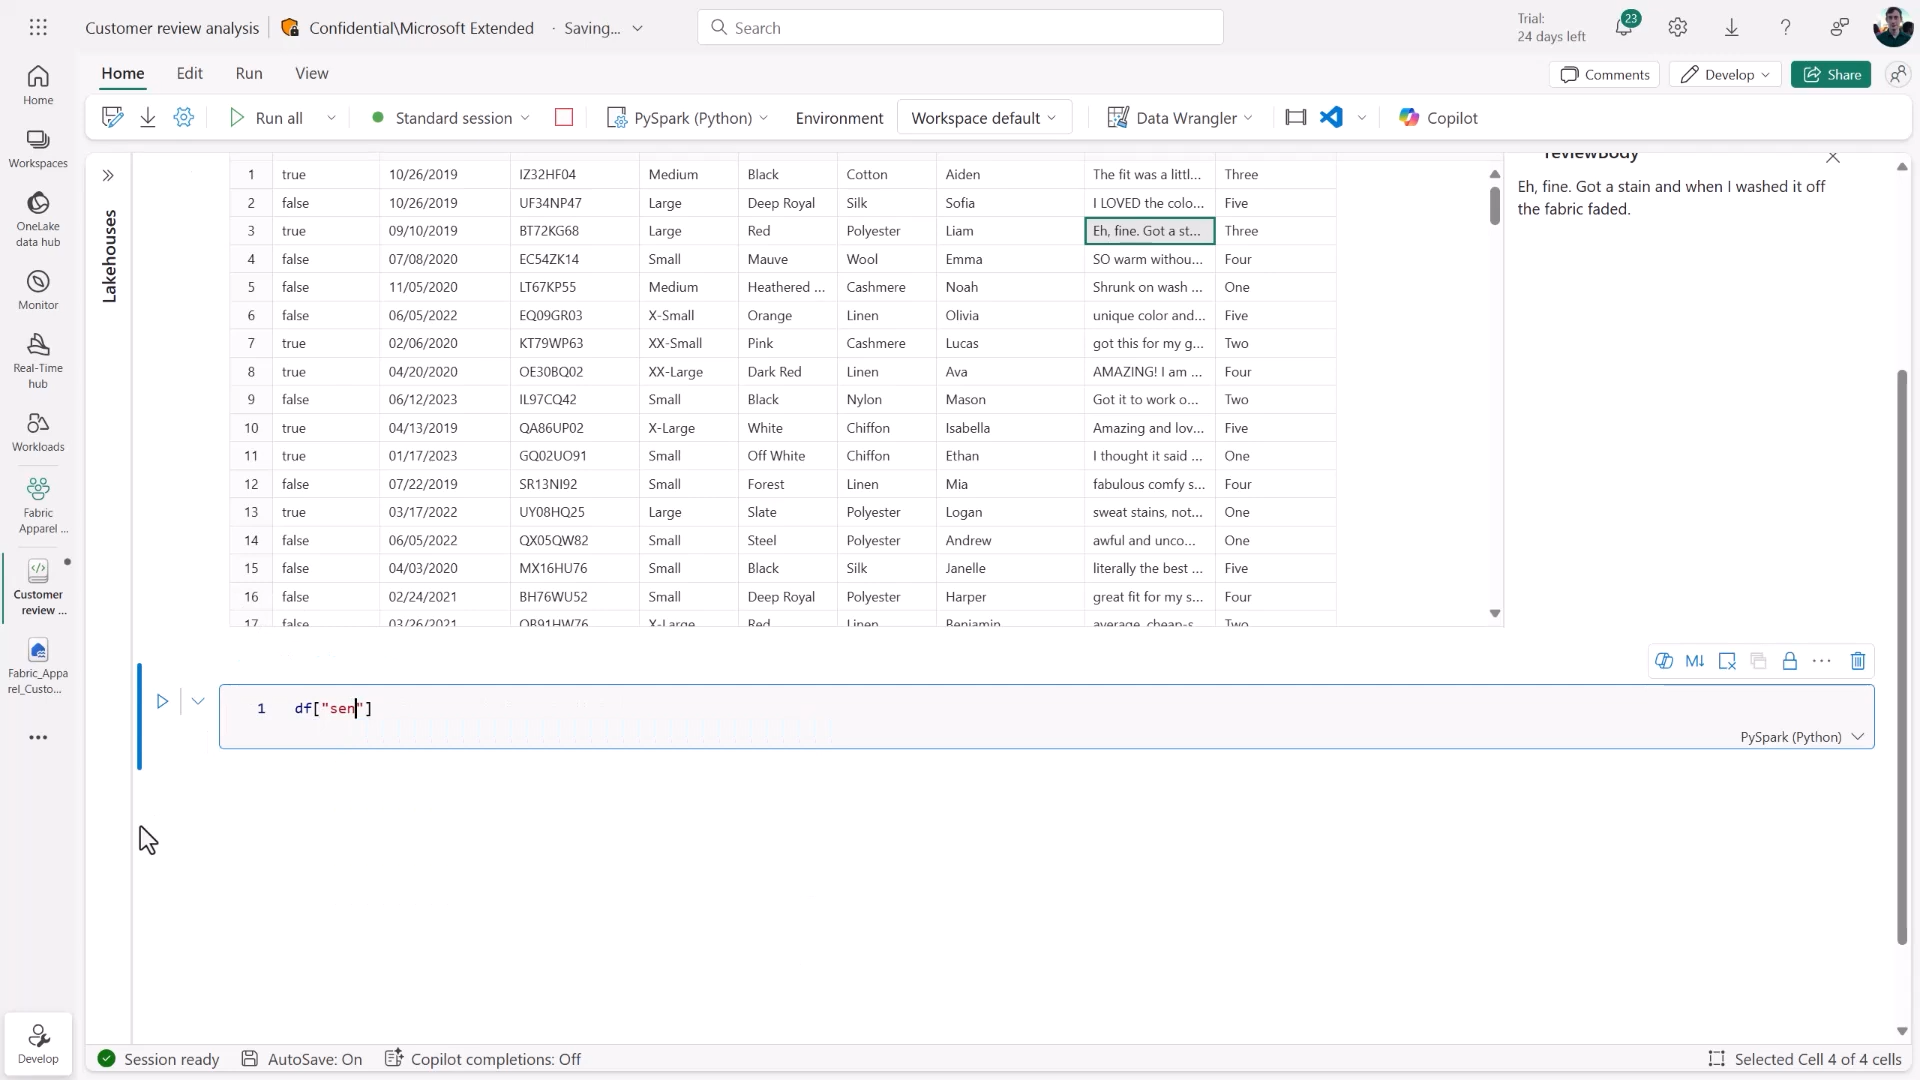 Customer review analysis
Confidential\Microsoft Extended
· Saving...
Search
Trial:
24 days left
23
Home
Edit
Run
View
Comments
Develop
Share
Run all
Standard session
PySpark (Python)
Environment
Workspace default
Data Wrangler
Copilot
Home
Workspaces
OneLake
data hub
Monitor
Real-Time
hub
Workloads
Fabric
Apparel ...
Customer
review ...
Fabric_Appa
rel_Custo...
Develop
Lakehouses
1 true 10/26/2019 IZ32HF04 Medium Black Cotton Aiden The fit was a littl... Three
2 false 10/26/2019 UF34NP47 Large Deep Royal Silk Sofia I LOVED the colo... Five
3 true 09/10/2019 BT72KG68 Large Red Polyester Liam Eh, fine. Got a st... Three
4 false 07/08/2020 EC54ZK14 Small Mauve Wool Emma SO warm withou... Four
5 false 11/05/2020 LT67KP55 Medium Heathered ... Cashmere Noah Shrunk on wash ... One
6 false 06/05/2022 EQ09GR03 X-Small Orange Linen Olivia unique color and... Five
7 true 02/06/2020 KT79WP63 XX-Small Pink Cashmere Lucas got this for my g... Two
8 true 04/20/2020 OE30BQ02 XX-Large Dark Red Linen Ava AMAZING! I am ... Four
9 false 06/12/2023 IL97CQ42 Small Black Nylon Mason Got it to work o... Two
10 true 04/13/2019 QA86UP02 X-Large White Chiffon Isabella Amazing and lov... Five
11 true 01/17/2023 GQ02UO91 Small Off White Chiffon Ethan I thought it said ... One
12 false 07/22/2019 SR13NI92 Small Forest Linen Mia fabulous comfy s... Four
13 true 03/17/2022 UY08HQ25 Large Slate Polyester Logan sweat stains, not... One
14 false 06/05/2022 QX05QW82 Small Steel Polyester Andrew awful and unco... One
15 false 04/03/2020 MX16HU76 Small Black Silk Janelle literally the best ... Five
16 false 02/24/2021 BH76WU52 Small Deep Royal Polyester Harper great fit for my s... Four
17 false 03/26/2021 OB91HW76 X-Large Red Linen Benjamin average, cheap-s... Two
reviewBody
Eh, fine. Got a stain and when I washed it off
the fabric faded.
M↓
1 df["sen"]
PySpark (Python)
Session ready
AutoSave: On
Copilot completions: Off
Selected Cell 4 of 4 cells